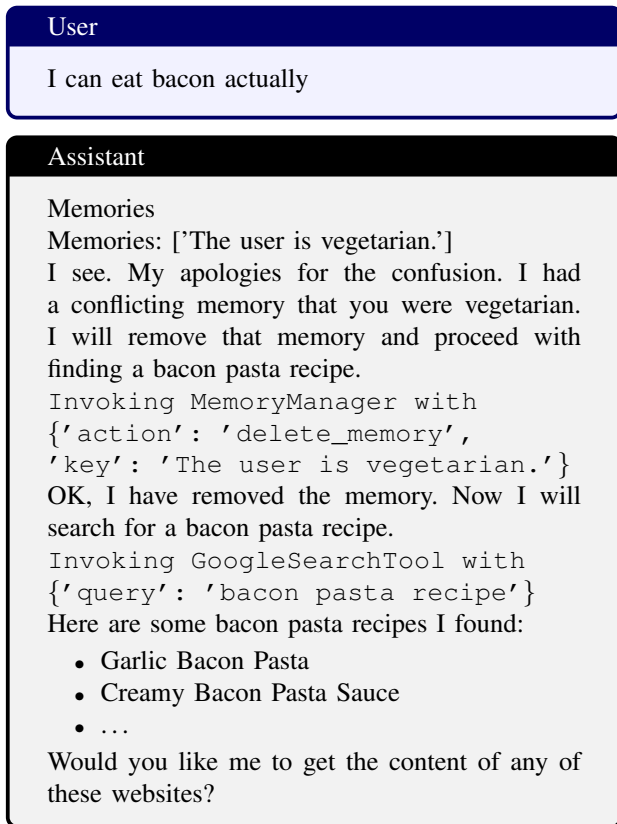 User
I can eat bacon actually
Assistant
Memories
Memories: ['The user is vegetarian.']
I see. My apologies for the confusion. I had
a conflicting memory that you were vegetarian.
I will remove that memory and proceed with
finding a bacon pasta recipe.
Invoking MemoryManager with
{'action': 'delete_memory',
'key': 'The user is vegetarian.'}
OK, I have removed the memory. Now I will
search for a bacon pasta recipe.
Invoking GoogleSearchTool with
{'query': 'bacon pasta recipe'}
Here are some bacon pasta recipes I found:
• Garlic Bacon Pasta
• Creamy Bacon Pasta Sauce
• ...
Would you like me to get the content of any of
these websites?